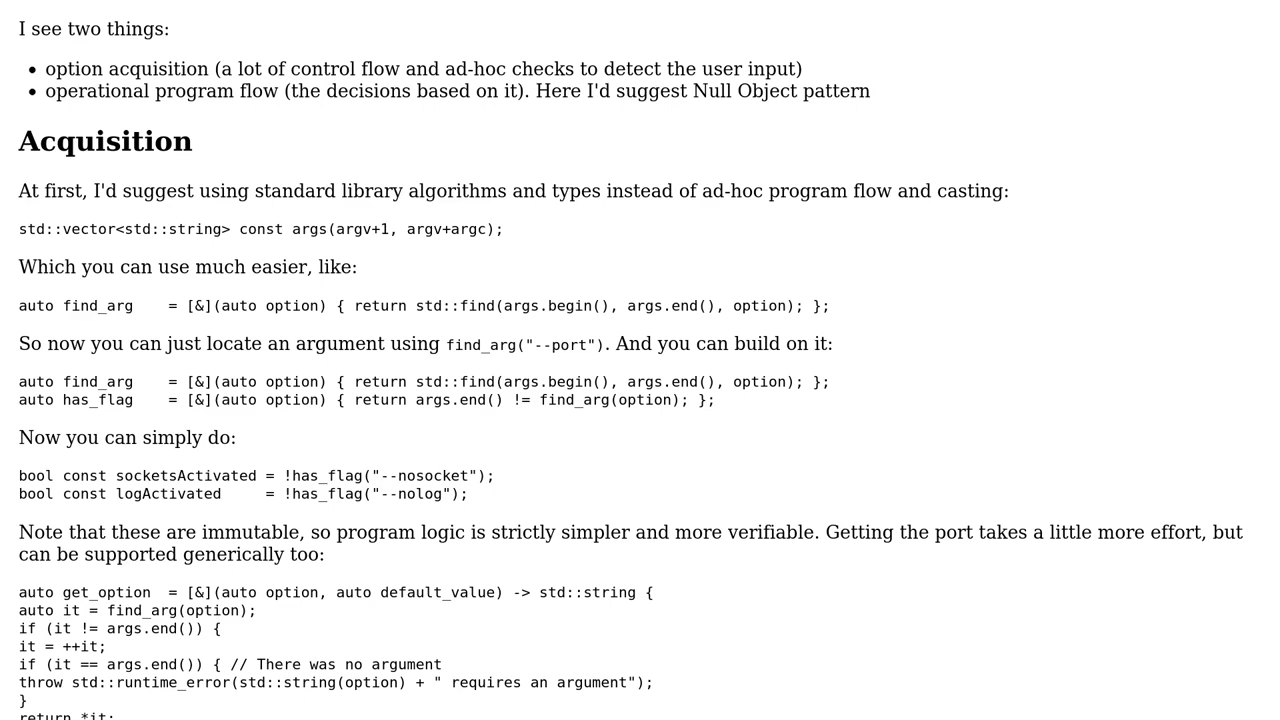 I see two things:
• option acquisition (a lot of control flow and ad-hoc checks to detect the user input)
• operational program flow (the decisions based on it). Here I'd suggest Null Object pattern
Acquisition
At first, I'd suggest using standard library algorithms and types instead of ad-hoc program flow and casting:
std::vector<std::string> const args(argv+1, argv+argc);
Which you can use much easier, like:
auto find_arg    = [&](auto option) { return std::find(args.begin(), args.end(), option); };
So now you can just locate an argument using find_arg("--port"). And you can build on it:
auto find_arg    = [&](auto option) { return std::find(args.begin(), args.end(), option); };
auto has_flag    = [&](auto option) { return args.end() != find_arg(option); };
Now you can simply do:
bool const socketsActivated = !has_flag("--nosocket");
bool const logActivated     = !has_flag("--nolog");
Note that these are immutable, so program logic is strictly simpler and more verifiable. Getting the port takes a little more effort, but
can be supported generically too:
auto get_option  = [&](auto option, auto default_value) -> std::string {
auto it = find_arg(option);
if (it != args.end()) {
it = ++it;
if (it == args.end()) { // There was no argument
throw std::runtime_error(std::string(option) + " requires an argument");
}
return *it;